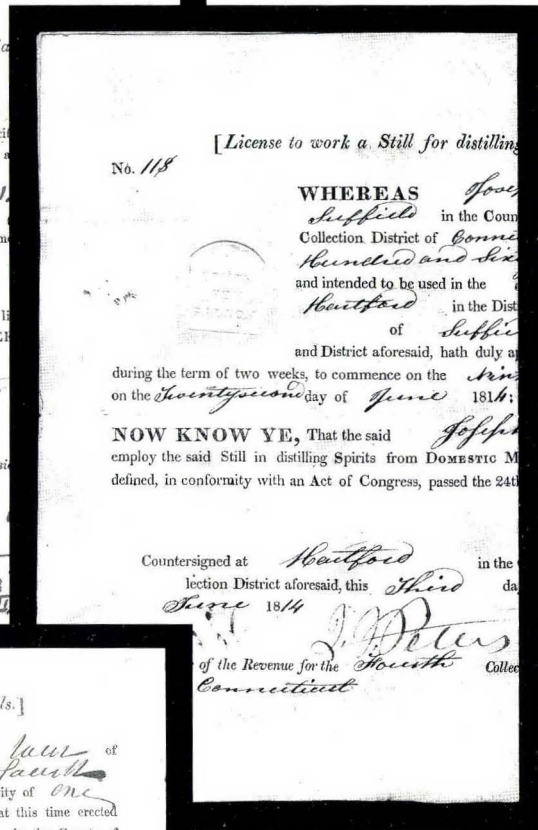 [License to work a Still for distilling
No. 118
WHEREAS
Suffield in the Coun
Collection District of Conne
Hundred and Six
and intended to be used in the
Hartford in the Dist
of Suffie
and District aforesaid, hath duly a
during the term of two weeks, to commence on the Nin
on the Twentysecond day of June 1814;
NOW KNOW YE, That the said Joseph
employ the said Still in distilling Spirits from DOMESTIC M
defined, in conformity with an Act of Congress, passed the 24th
Countersigned at Hartford in the
lection District aforesaid, this Third da
June 1814
Peters
of the Revenue for the Fourth Collec
Connecticut
ls.]
of
Fourth
ity of One
at this time erected